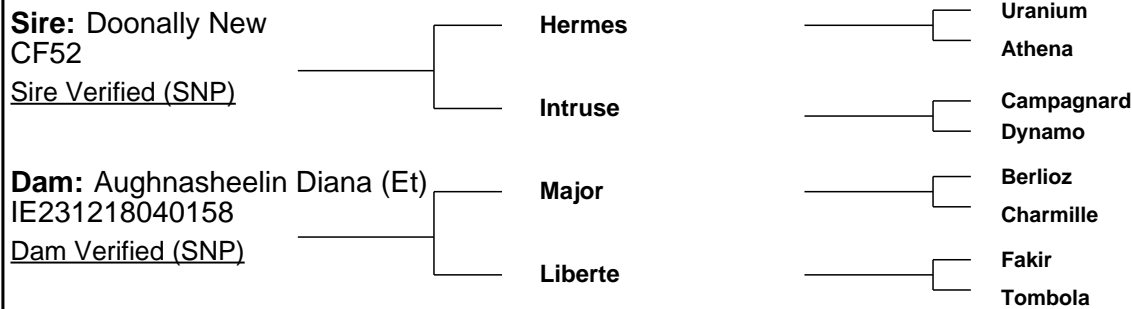 Sire: Doonally New
CF52
Sire Verified (SNP)
Hermes
Uranium
Athena
Intruse
Campagnard
Dynamo
Dam: Aughnasheelin Diana (Et)
IE231218040158
Dam Verified (SNP)
Major
Berlioz
Charmille
Liberte
Fakir
Tombola